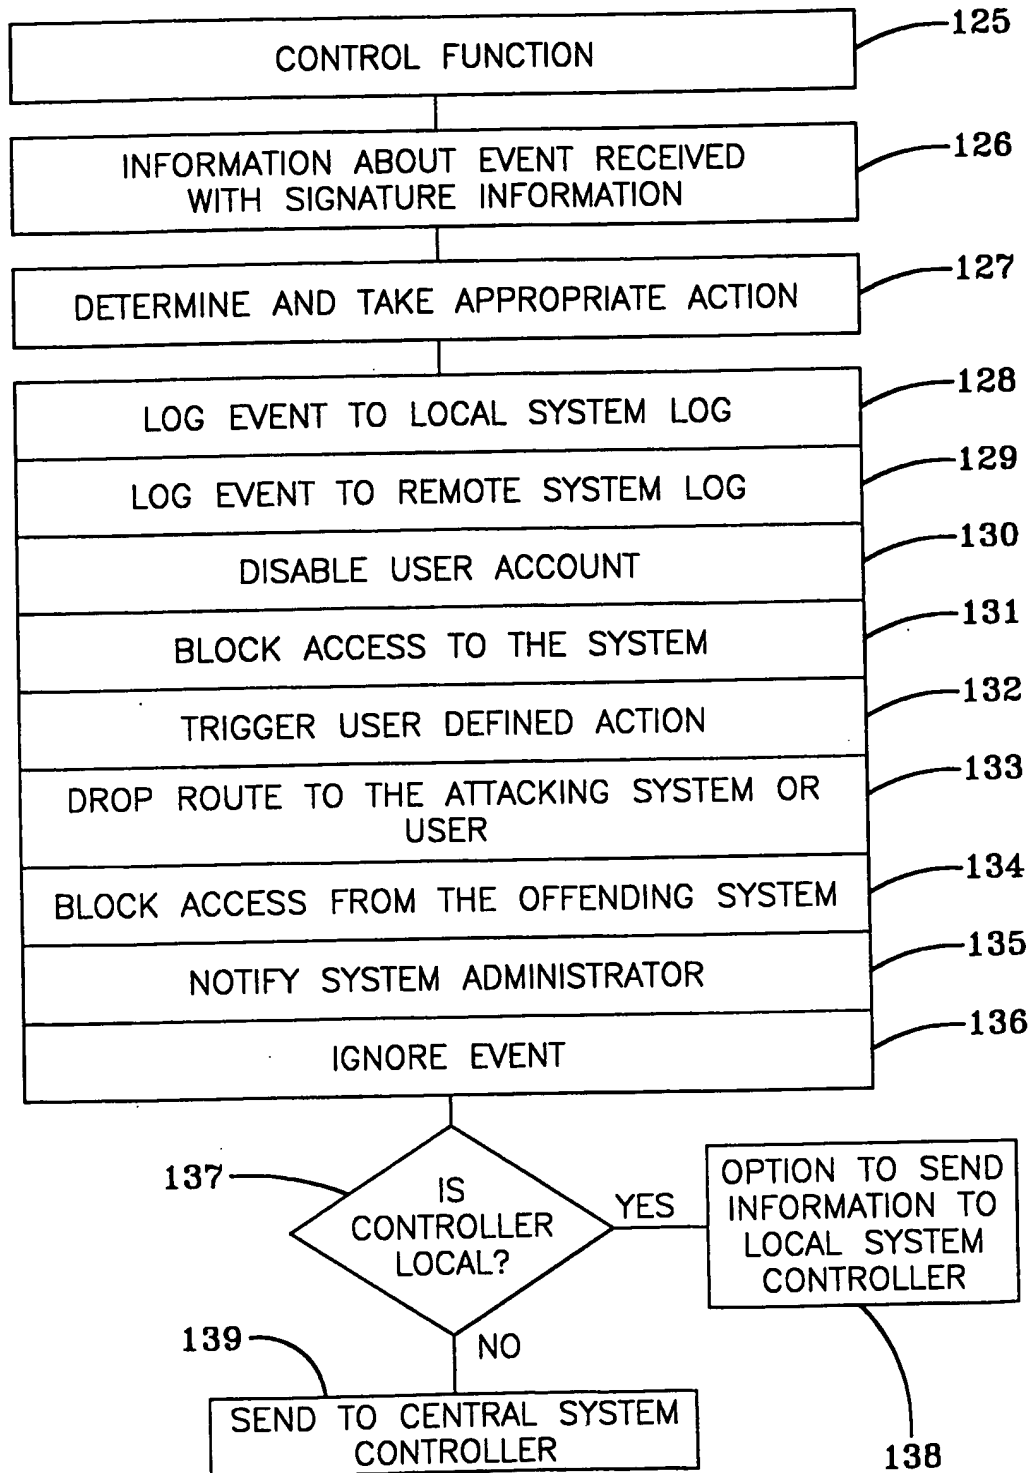 CONTROL FUNCTION
125
INFORMATION ABOUT EVENT RECEIVED
WITH SIGNATURE INFORMATION
126
DETERMINE AND TAKE APPROPRIATE ACTION
127
LOG EVENT TO LOCAL SYSTEM LOG
128
LOG EVENT TO REMOTE SYSTEM LOG
129
DISABLE USER ACCOUNT
130
BLOCK ACCESS TO THE SYSTEM
131
TRIGGER USER DEFINED ACTION
132
DROP ROUTE TO THE ATTACKING SYSTEM OR
USER
133
BLOCK ACCESS FROM THE OFFENDING SYSTEM
134
NOTIFY SYSTEM ADMINISTRATOR
135
IGNORE EVENT
136
137
IS
CONTROLLER
LOCAL?
YES
OPTION TO SEND
INFORMATION TO
LOCAL SYSTEM
CONTROLLER
138
NO
139
SEND TO CENTRAL SYSTEM
CONTROLLER